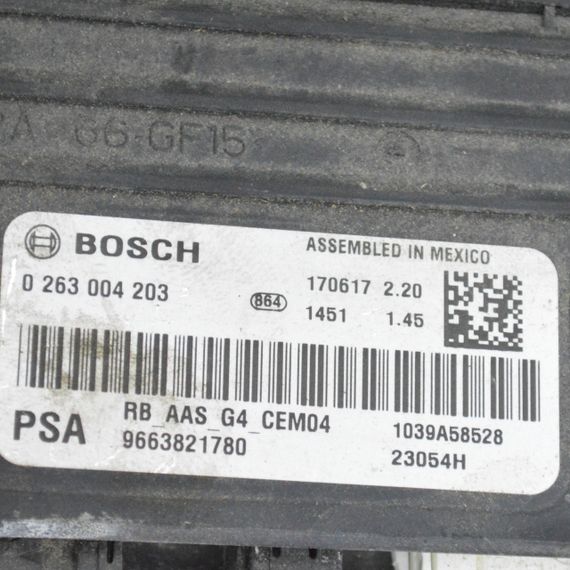 66-GF15
BOSCH
ASSEMBLED IN MEXICO
0 263 004 203
864
170617 2.20
1451 1.45
PSA
RB_AAS_G4_CEM04
9663821780
1039A58528
23054H